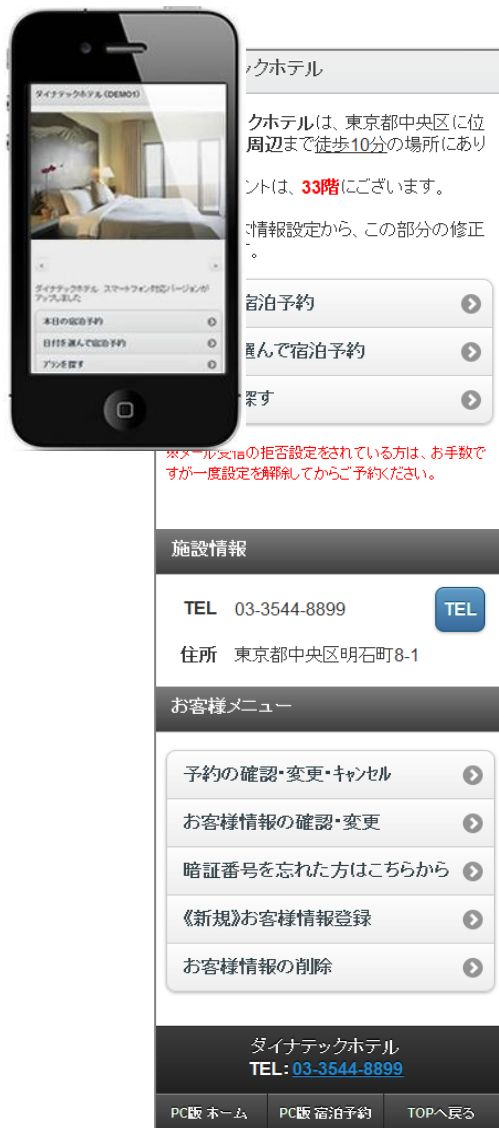 ダイナテックホテル (DEMO1)
ダイナテックホテル スマートフォン対応バージョンが
アップしました
本日の宿泊予約
日付を選んで宿泊予約
プランを探す
ックホテル
クホテルは、東京都中央区に位
周辺まで徒歩10分の場所にあり
ントは、33階にございます。
情報設定から、この部分の修正
。
宿泊予約
選んで宿泊予約
探す
※メール受信の拒否設定をされている方は、お手数で
すが一度設定を解除してからご予約ください。
施設情報
TEL 03-3544-8899
TEL
住所 東京都中央区明石町8-1
お客様メニュー
予約の確認・変更・キャンセル
お客様情報の確認・変更
暗証番号を忘れた方はこちらから
《新規》お客様情報登録
お客様情報の削除
ダイナテックホテル
TEL: 03-3544-8899
PC版 ホーム
PC版 宿泊予約
TOPへ戻る